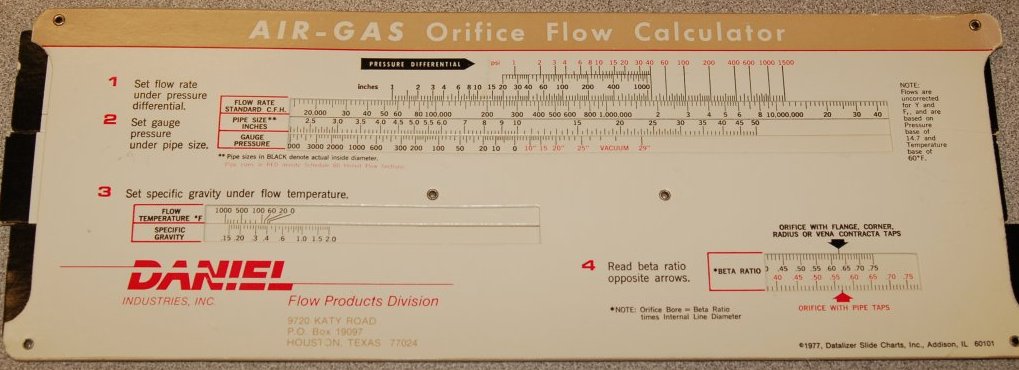 AIR-GAS Orifice Flow Calculator
PRESSURE DIFFERENTIAL
psi 1 2 3 4 6 8 10 15 20 30 40 60 100 200 400 600 1000 1500
inches 1 2 3 4 6 8 10 15 20 30 40 60 100 200 400 1000
1 Set flow rate
under pressure
differential.
FLOW RATE
STANDARD C.F.H.
20,000 30 40 50 60 80 100,000 200 300 400 500 600 800 1,000,000 2 3 4 5 6 8 10,000,000 20 30 40
2 Set gauge
pressure
under pipe size.
PIPE SIZE**
INCHES
2.5 3.0 3.5 4.0 4.5 5.0 5.5 6.0 7 8 9 10 15 20 25 30 35 40 45 50
GAUGE
PRESSURE
000 3000 2000 1000 600 300 200 100 50 20 10 0 10" 15 20" 25" VACUUM 29"
** Pipe sizes in BLACK denote actual inside diameter.
NOTE:
Flows are
uncorrected
for Y and
and are
based on
Pressure
base of
14.7 and
Temperature
base of
60°F.
3 Set specific gravity under flow temperature.
FLOW
TEMPERATURE °F
1000 500 100 60 20 0
SPECIFIC
GRAVITY
.15 .20 .3 .4 .6 1.0 1.5 2.0
DANIEL
INDUSTRIES, INC. Flow Products Division
9720 KATY ROAD
P.O. Box 19097
HOUSTON, TEXAS 77024
ORIFICE WITH FLANGE, CORNER,
RADIUS OR VENA CONTRACTA TAPS
4 Read beta ratio
opposite arrows.
*BETA RATIO
.45 .50 .55 .60 .65 .70 .75
40 .45 .50 .55 .60 .65 .70 .75
ORIFICE WITH PIPE TAPS
*NOTE: Orifice Bore = Beta Ratio
times Internal Line Diameter
©1977, Datalizer Slide Charts, Inc., Addison, IL 60101